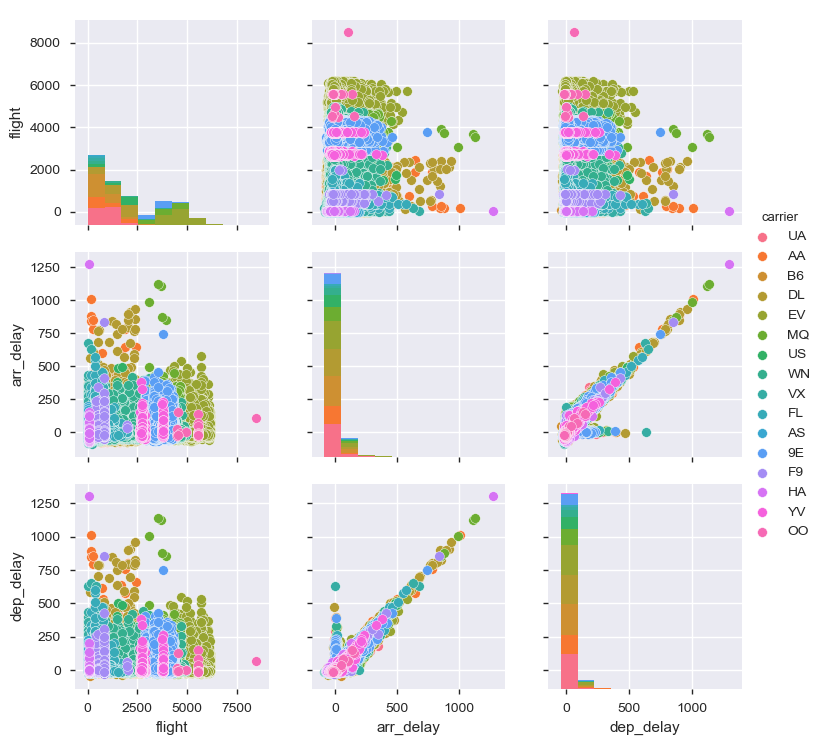 8000
6000
4000
2000
0
flight
1250
1000
750
500
250
0
arr_delay
1250
1000
750
500
250
0
dep_delay
0 2500 5000 7500
flight
0 500 1000
arr_delay
0 500 1000
dep_delay
carrier
UA
AA
B6
DL
EV
MQ
US
WN
VX
FL
AS
9E
F9
HA
YV
OO